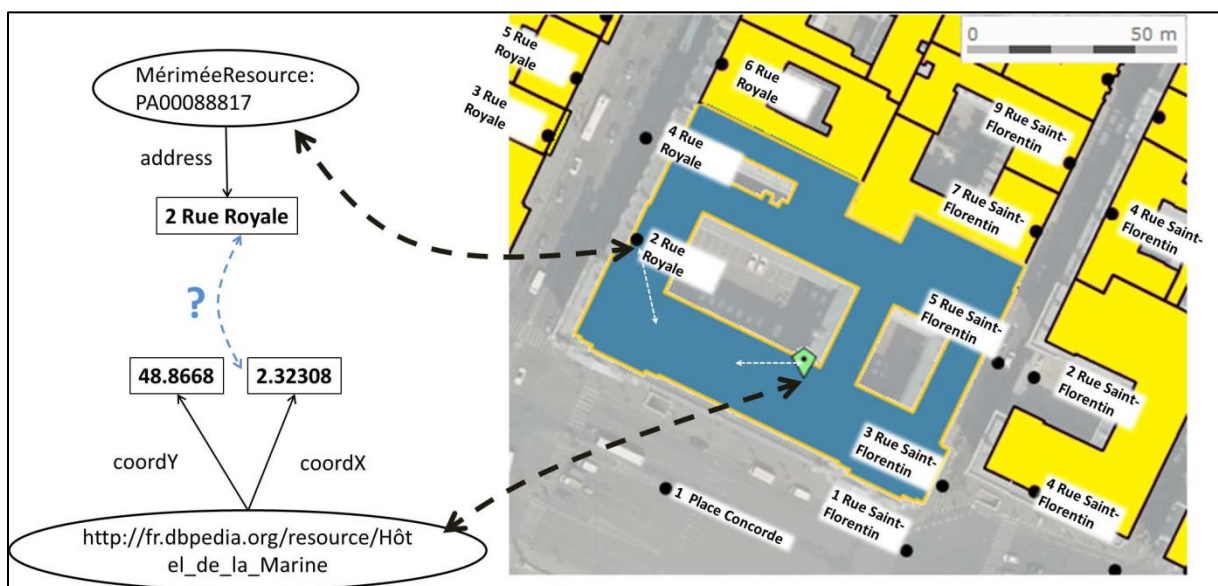 MériméeResource:
PA00088817
address
2 Rue Royale
?
48.8668
2.32308
coordY
coordX
http://fr.dbpedia.org/resource/Hôt
el_de_la_Marine
0
50 m
5 Rue
Royale
3 Rue
Royale
6 Rue
Royale
4 Rue
Royale
2 Rue
Royale
9 Rue Saint-
Florentin
7 Rue Saint-
Florentin
4 Rue Saint-
Florentin
5 Rue Saint-
Florentin
2 Rue Saint-
Florentin
3 Rue Saint-
Florentin
4 Rue Saint-
Florentin
1 Rue Saint-
Florentin
1 Place Concorde